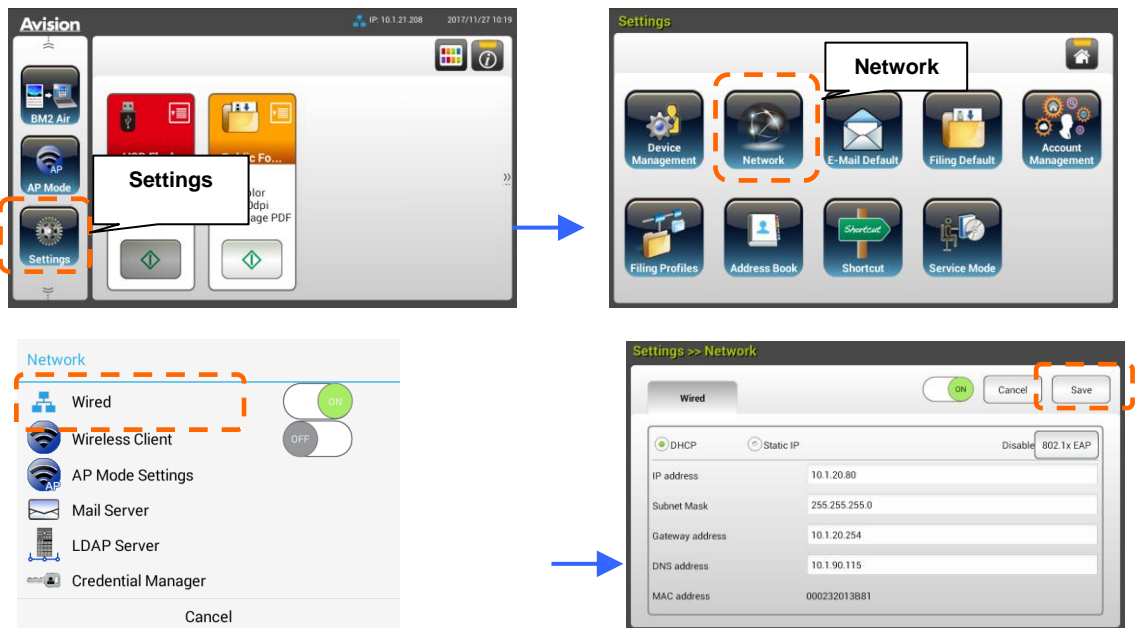 Avision
IP: 10.1.21.208 2017/11/27 10:19
BM2 Air
AP
AP Mode
Settings
Settings
c Fo...
olor
0dpi
age PDF
Settings
Network
Device
Management
Network
E-Mail Default
Filing Default
Account
Management
Filing Profiles
Address Book
Shortcut
Shortcut
Service Mode
Network
Wired ON
Wireless Client OFF
AP
AP Mode Settings
Mail Server
LDAP Server
Credential Manager
Cancel
Settings >> Network
Wired ON Cancel Save
DHCP Static IP Disable 802.1x EAP
IP address 10.1.20.80
Subnet Mask 255.255.255.0
Gateway address 10.1.20.254
DNS address 10.1.90.115
MAC address 000232013B81